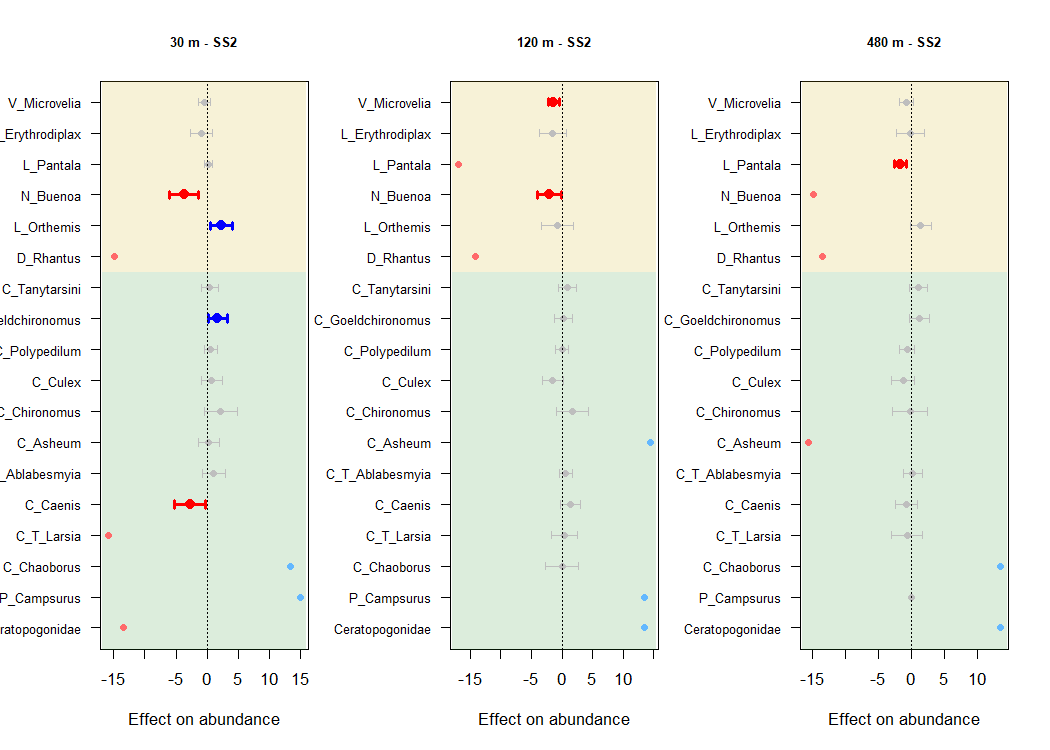 30 m - SS2
V_Microvelia
_Erythrodiplax
L_Pantala
N_Buenoa
L_Orthemis
D_Rhantus
C_Tanytarsini
eldchironomus
C_Polypedilum
C_Culex
C_Chironomus
C_Asheum
_Ablabesmyia
C_Caenis
C_T_Larsia
C_Chaoborus
P_Campsurus
ratopogonidae
-15 -5 0 5 10 15
Effect on abundance
120 m - SS2
V_Microvelia
L_Erythrodiplax
L_Pantala
N_Buenoa
L_Orthemis
D_Rhantus
C_Tanytarsini
C_Goeldchironomus
C_Polypedilum
C_Culex
C_Chironomus
C_Asheum
C_T_Ablabesmyia
C_Caenis
C_T_Larsia
C_Chaoborus
P_Campsurus
Ceratopogonidae
-15 -5 0 5 10
Effect on abundance
480 m - SS2
V_Microvelia
L_Erythrodiplax
L_Pantala
N_Buenoa
L_Orthemis
D_Rhantus
C_Tanytarsini
C_Goeldchironomus
C_Polypedilum
C_Culex
C_Chironomus
C_Asheum
C_T_Ablabesmyia
C_Caenis
C_T_Larsia
C_Chaoborus
P_Campsurus
Ceratopogonidae
-15 -5 0 5 10
Effect on abundance